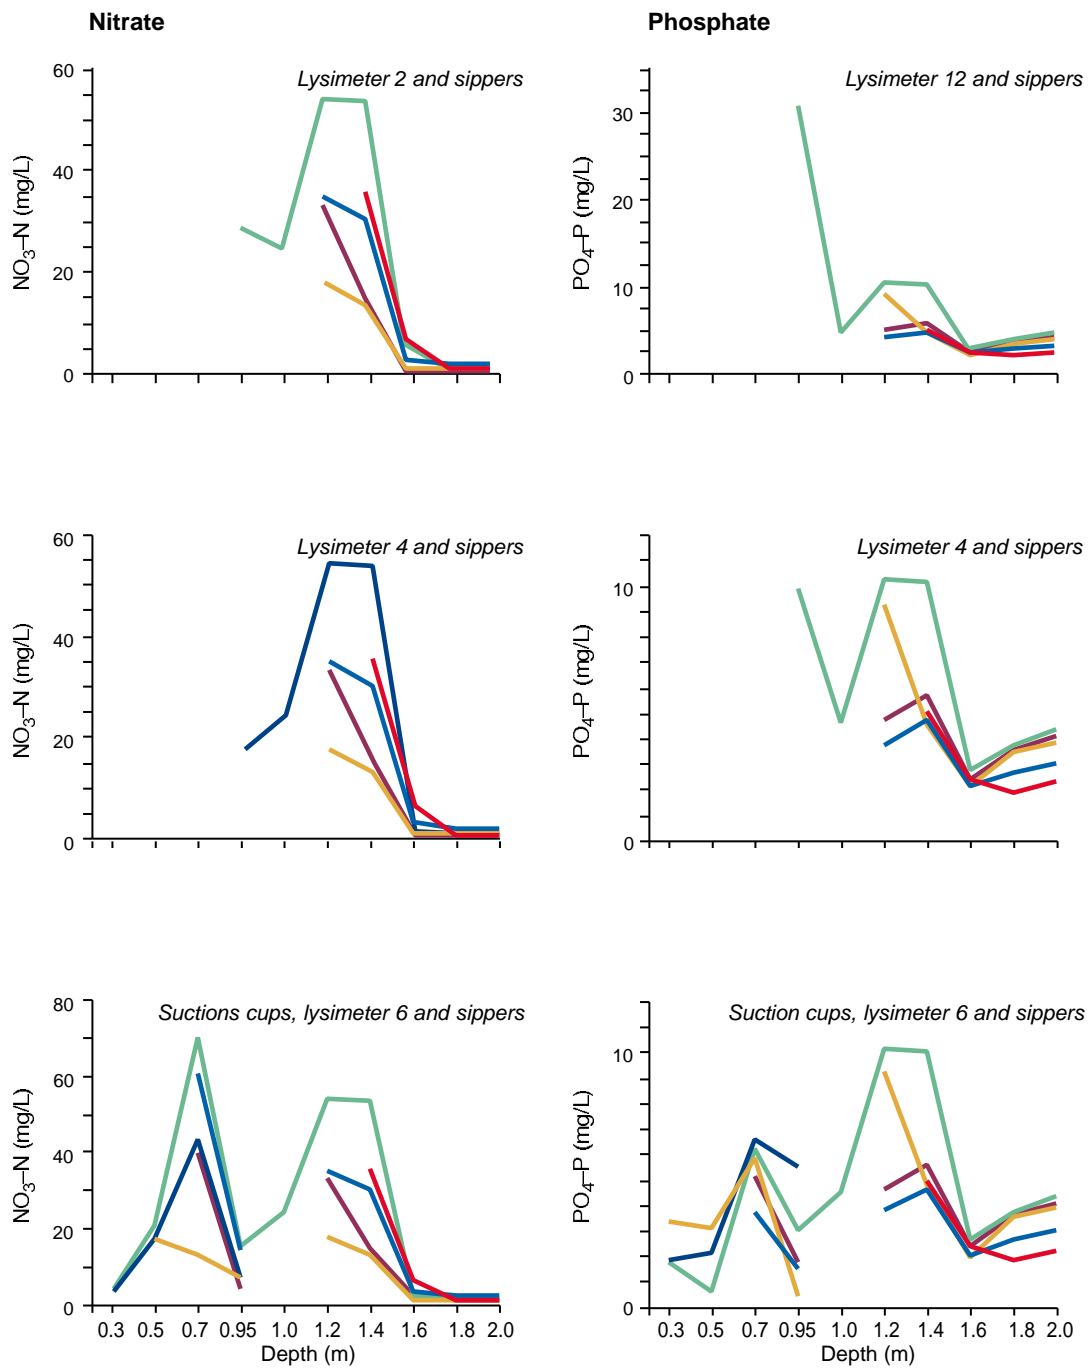 Nitrate
Phosphate
Lysimeter 2 and sippers
Lysimeter 12 and sippers
NO3–N (mg/L)
60
40
20
0
PO4–P (mg/L)
30
20
10
0
Lysimeter 4 and sippers
Lysimeter 4 and sippers
NO3–N (mg/L)
60
40
20
0
PO4–P (mg/L)
10
0
Suctions cups, lysimeter 6 and sippers
Suction cups, lysimeter 6 and sippers
NO3–N (mg/L)
80
60
40
20
0
PO4–P (mg/L)
10
0
0.3 0.5 0.7 0.95 1.0 1.2 1.4 1.6 1.8 2.0
Depth (m)
0.3 0.5 0.7 0.95 1.0 1.2 1.4 1.6 1.8 2.0
Depth (m)